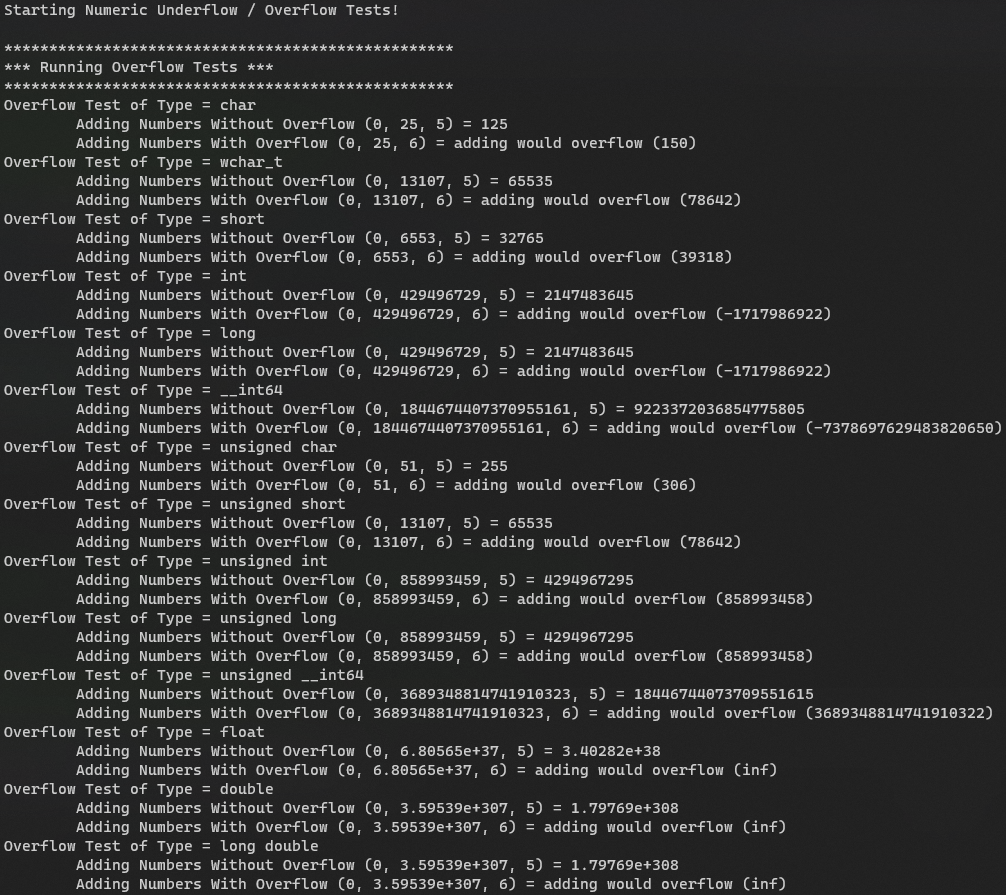 Starting Numeric Underflow / Overflow Tests!
**************************************************
*** Running Overflow Tests ***
**************************************************
Overflow Test of Type = char
Adding Numbers Without Overflow (0, 25, 5) = 125
Adding Numbers With Overflow (0, 25, 6) = adding would overflow (150)
Overflow Test of Type = wchar_t
Adding Numbers Without Overflow (0, 13107, 5) = 65535
Adding Numbers With Overflow (0, 13107, 6) = adding would overflow (78642)
Overflow Test of Type = short
Adding Numbers Without Overflow (0, 6553, 5) = 32765
Adding Numbers With Overflow (0, 6553, 6) = adding would overflow (39318)
Overflow Test of Type = int
Adding Numbers Without Overflow (0, 429496729, 5) = 2147483645
Adding Numbers With Overflow (0, 429496729, 6) = adding would overflow (-1717986922)
Overflow Test of Type = long
Adding Numbers Without Overflow (0, 429496729, 5) = 2147483645
Adding Numbers With Overflow (0, 429496729, 6) = adding would overflow (-1717986922)
Overflow Test of Type = __int64
Adding Numbers Without Overflow (0, 1844674407370955161, 5) = 9223372036854775805
Adding Numbers With Overflow (0, 1844674407370955161, 6) = adding would overflow (-7378697629483820650)
Overflow Test of Type = unsigned char
Adding Numbers Without Overflow (0, 51, 5) = 255
Adding Numbers With Overflow (0, 51, 6) = adding would overflow (306)
Overflow Test of Type = unsigned short
Adding Numbers Without Overflow (0, 13107, 5) = 65535
Adding Numbers With Overflow (0, 13107, 6) = adding would overflow (78642)
Overflow Test of Type = unsigned int
Adding Numbers Without Overflow (0, 858993459, 5) = 4294967295
Adding Numbers With Overflow (0, 858993459, 6) = adding would overflow (858993458)
Overflow Test of Type = unsigned long
Adding Numbers Without Overflow (0, 858993459, 5) = 4294967295
Adding Numbers With Overflow (0, 858993459, 6) = adding would overflow (858993458)
Overflow Test of Type = unsigned __int64
Adding Numbers Without Overflow (0, 3689348814741910323, 5) = 18446744073709551615
Adding Numbers With Overflow (0, 3689348814741910323, 6) = adding would overflow (3689348814741910322)
Overflow Test of Type = float
Adding Numbers Without Overflow (0, 6.80565e+37, 5) = 3.40282e+38
Adding Numbers With Overflow (0, 6.80565e+37, 6) = adding would overflow (inf)
Overflow Test of Type = double
Adding Numbers Without Overflow (0, 3.59539e+307, 5) = 1.79769e+308
Adding Numbers With Overflow (0, 3.59539e+307, 6) = adding would overflow (inf)
Overflow Test of Type = long double
Adding Numbers Without Overflow (0, 3.59539e+307, 5) = 1.79769e+308
Adding Numbers With Overflow (0, 3.59539e+307, 6) = adding would overflow (inf)